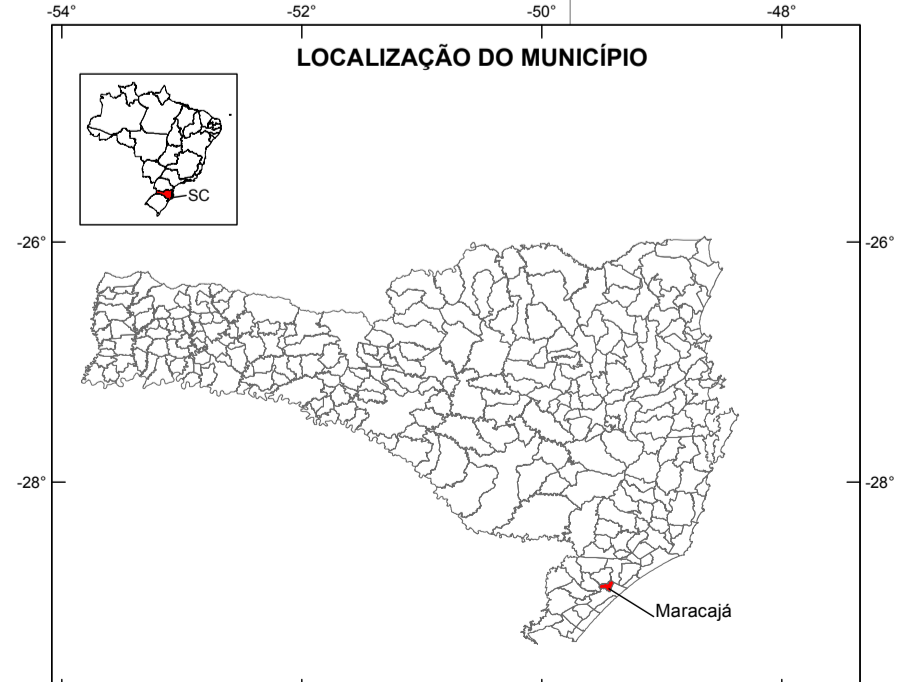 -54° -52° -50° -48°
LOCALIZAÇÃO DO MUNICÍPIO
SC
-26° -26°
-28° -28°
Maracajá